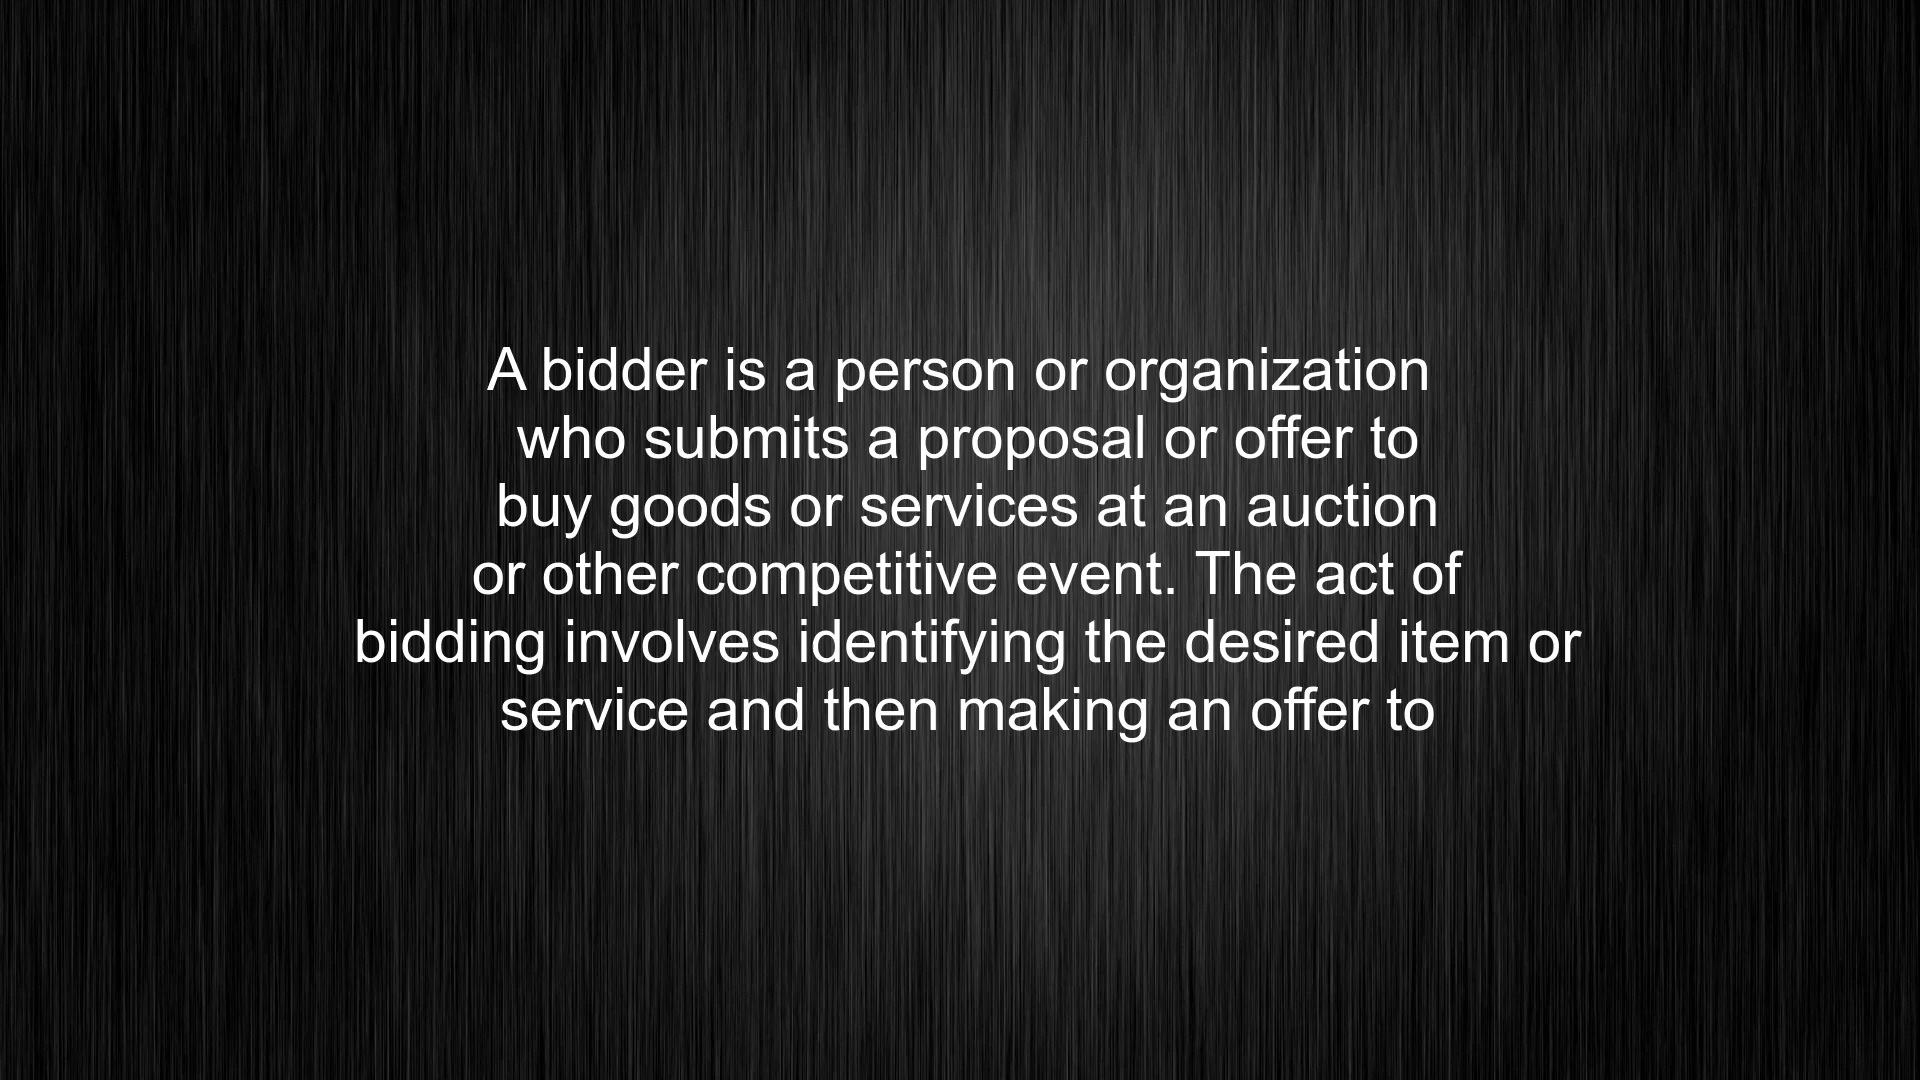 A bidder is a person or organization
who submits a proposal or offer to
buy goods or services at an auction
or other competitive event. The act of
bidding involves identifying the desired item or
service and then making an offer to